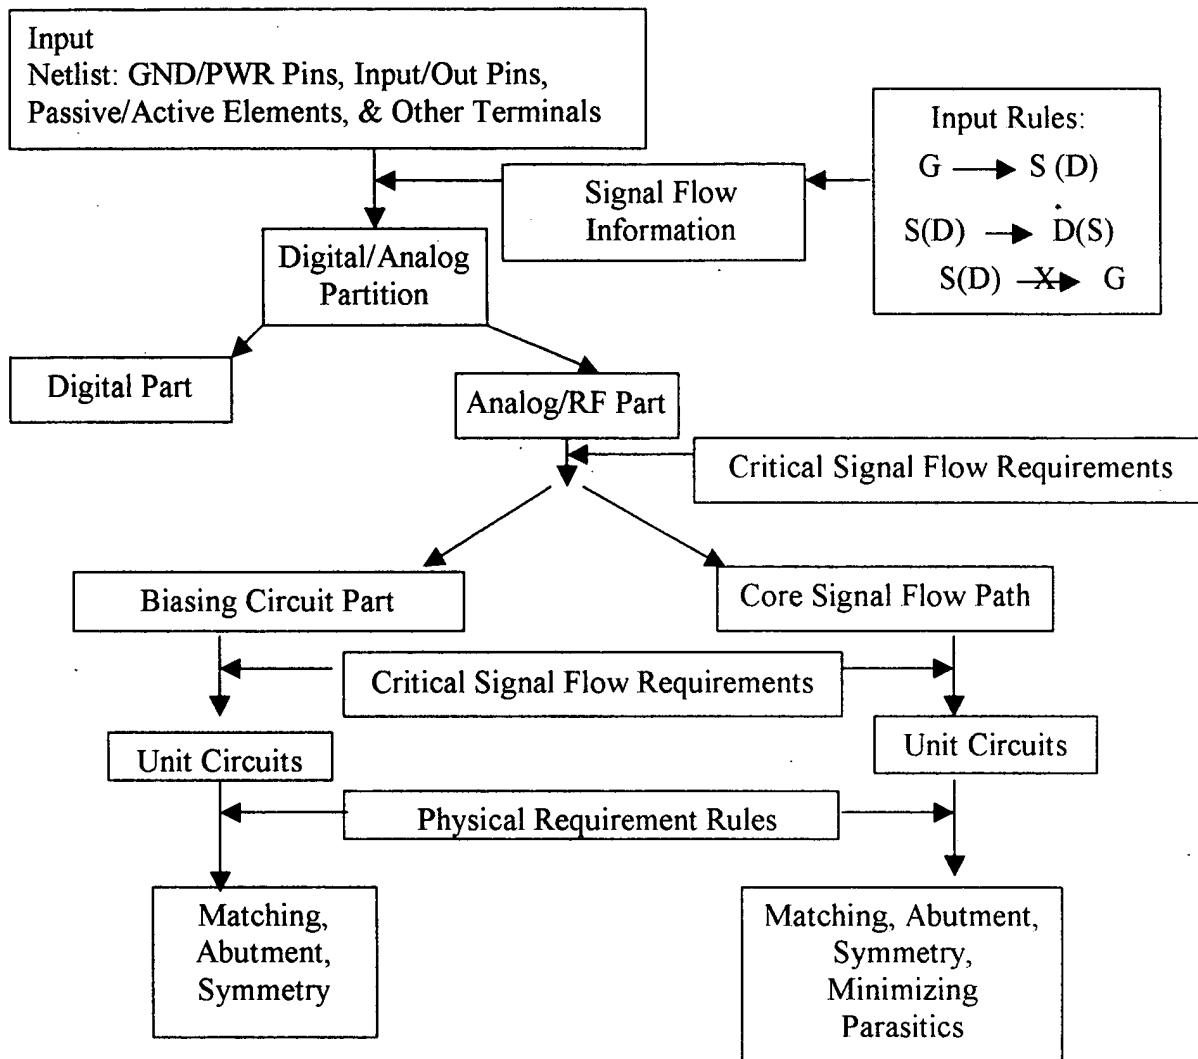 Input
Netlist: GND/PWR Pins, Input/Out Pins,
Passive/Active Elements, & Other Terminals
Input Rules:
G → S (D)
S(D) → D(S)
S(D) -X→ G
Signal Flow
Information
Digital/Analog
Partition
Digital Part
Analog/RF Part
Critical Signal Flow Requirements
Biasing Circuit Part
Core Signal Flow Path
Critical Signal Flow Requirements
Unit Circuits
Unit Circuits
Physical Requirement Rules
Matching,
Abutment,
Symmetry
Matching, Abutment,
Symmetry,
Minimizing
Parasitics